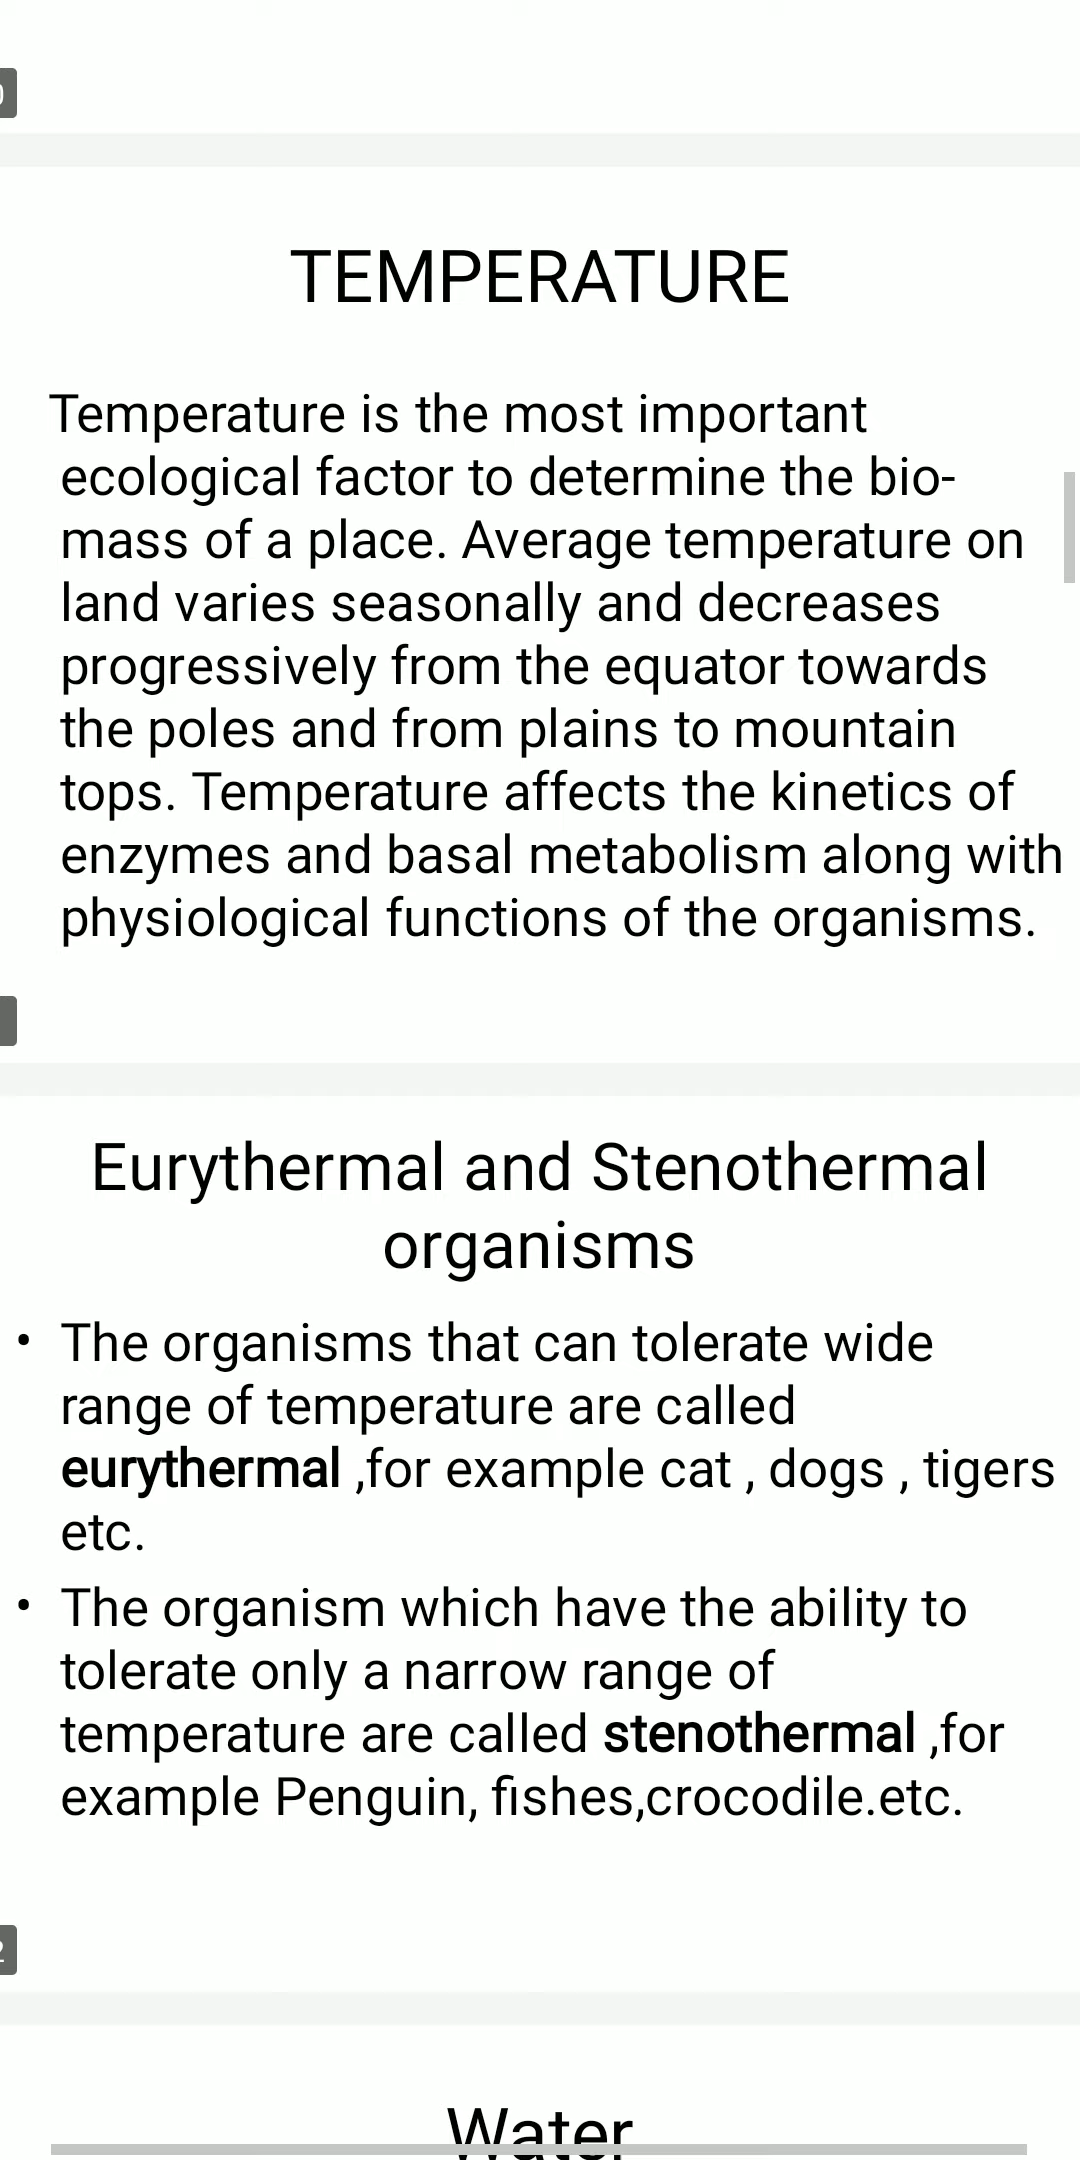 TEMPERATURE
Temperature is the most important
ecological factor to determine the bio-
mass of a place. Average temperature on
land varies seasonally and decreases
progressively from the equator towards
the poles and from plains to mountain
tops. Temperature affects the kinetics of
enzymes and basal metabolism along with
physiological functions of the organisms.
Eurythermal and Stenothermal
organisms
• The organisms that can tolerate wide
range of temperature are called
eurythermal ,for example cat , dogs , tigers
etc.
• The organism which have the ability to
tolerate only a narrow range of
temperature are called stenothermal ,for
example Penguin, fishes,crocodile.etc.
2
Water